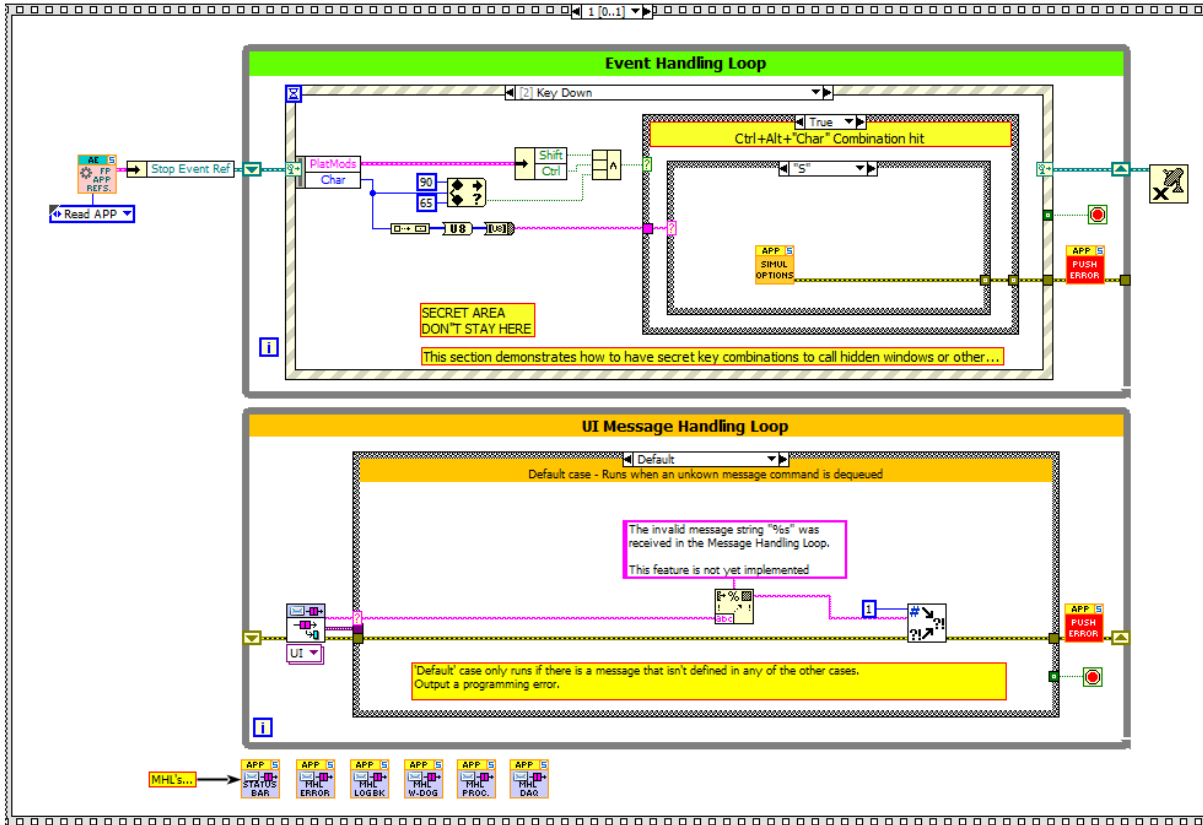 1 [0..1]
Event Handling Loop
[2] Key Down
True
Ctrl+Alt+"Char" Combination hit
AE S
FP
APP
REFS.
Stop Event Ref
Read APP
PlatMods
Char
Shift
Ctrl
90
65
?
U8
[U8]
"S"
APP S
SIMUL
OPTIONS
APP S
PUSH
ERROR
SECRET AREA
DON"T STAY HERE
This section demonstrates how to have secret key combinations to call hidden windows or other...
i
UI Message Handling Loop
Default
Default case - Runs when an unkown message command is dequeued
The invalid message string "%s" was
received in the Message Handling Loop.
This feature is not yet implemented
abc
1
UI
APP S
PUSH
ERROR
'Default' case only runs if there is a message that isn't defined in any of the other cases.
Output a programming error.
i
MHL's...
APP S
STATUS
BAR
APP S
MHL
ERROR
APP S
MHL
LOGBK
APP S
MHL
W-DOG
APP S
MHL
PROC.
APP S
MHL
DAQ